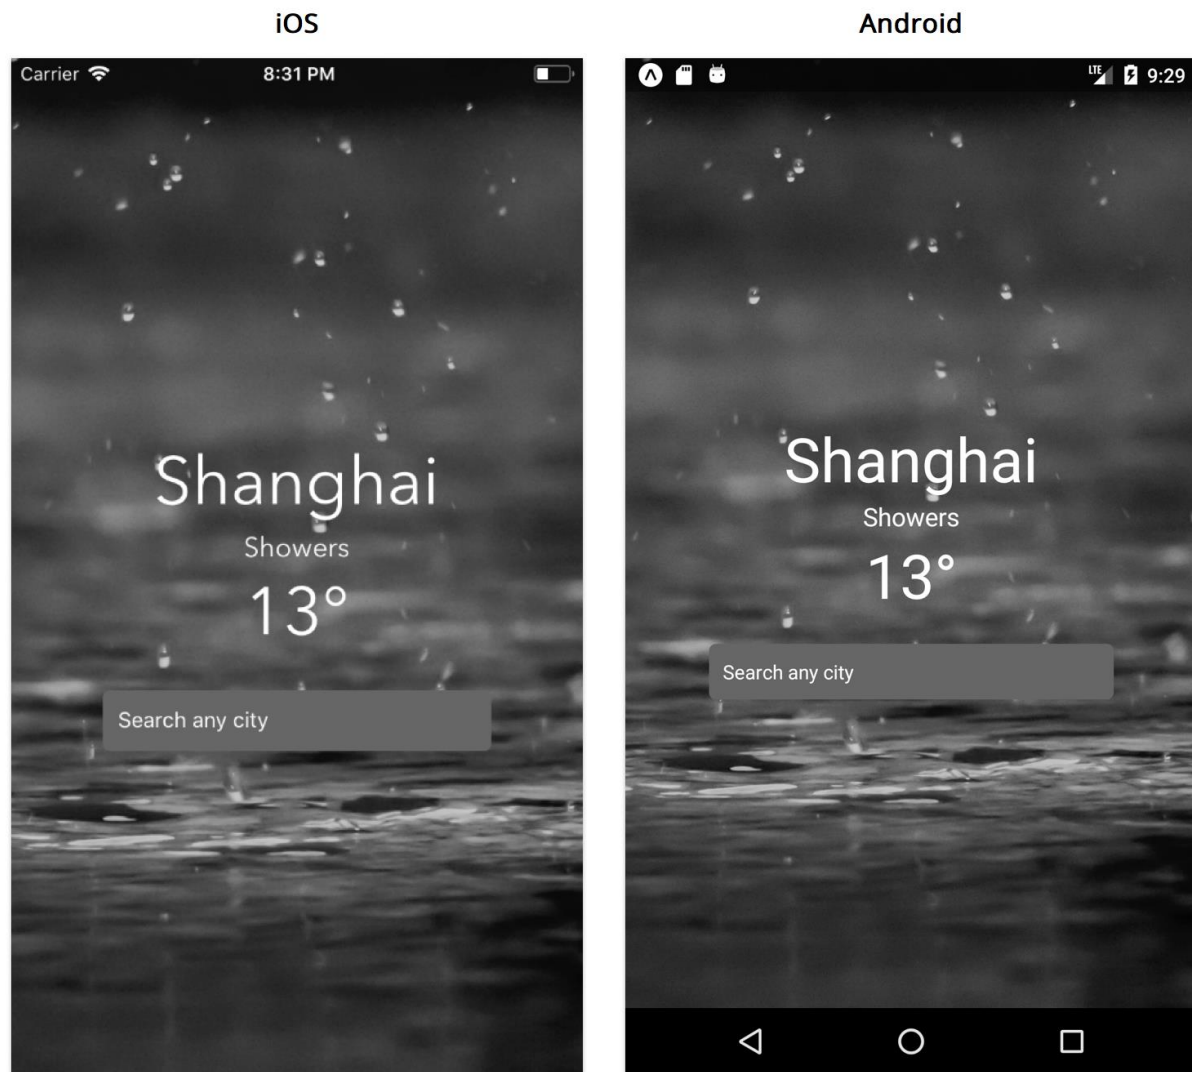 iOS
Android
Carrier
8:31 PM
LTE
9:29
Shanghai
Showers
13°
Search any city
Shanghai
Showers
13°
Search any city